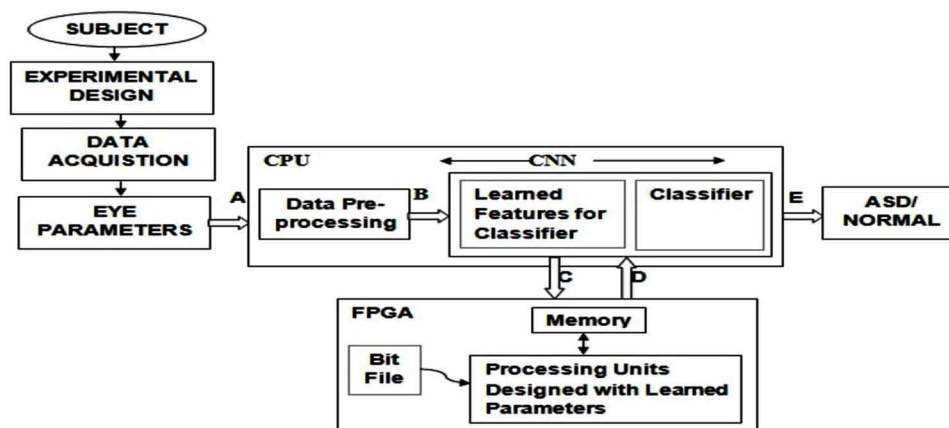 SUBJECT
EXPERIMENTAL
DESIGN
DATA
ACQUISTION
EYE
PARAMETERS
A
CPU
CNN
Data Pre-
processing
B
Learned
Features for
Classifier
Classifier
E
ASD/
NORMAL
C
D
FPGA
Memory
Bit
File
Processing Units
Designed with Learned
Parameters